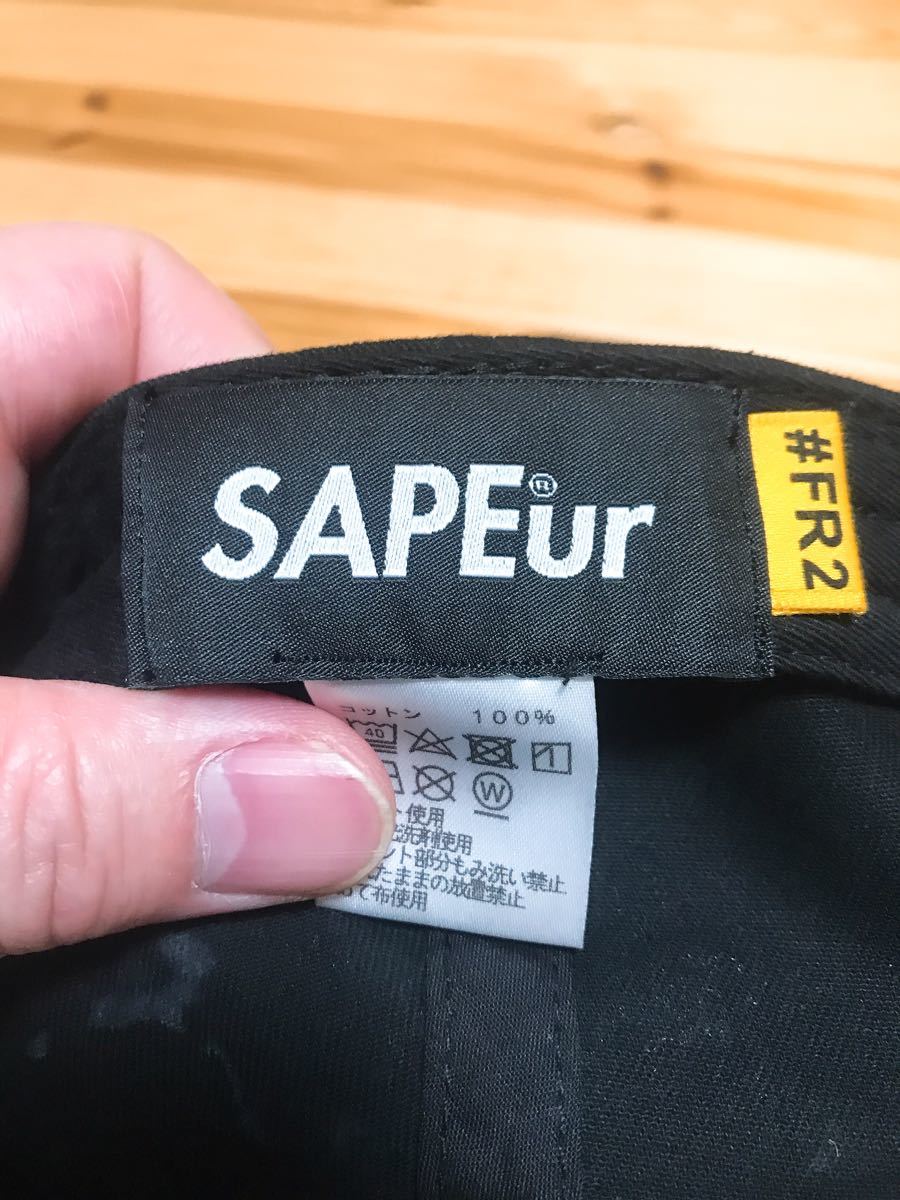 SAPEur®
#FR2
コットン 100%
40
1
W
使用
洗剤使用
ント部分もみ洗い禁止
たままの放置禁止
て布使用